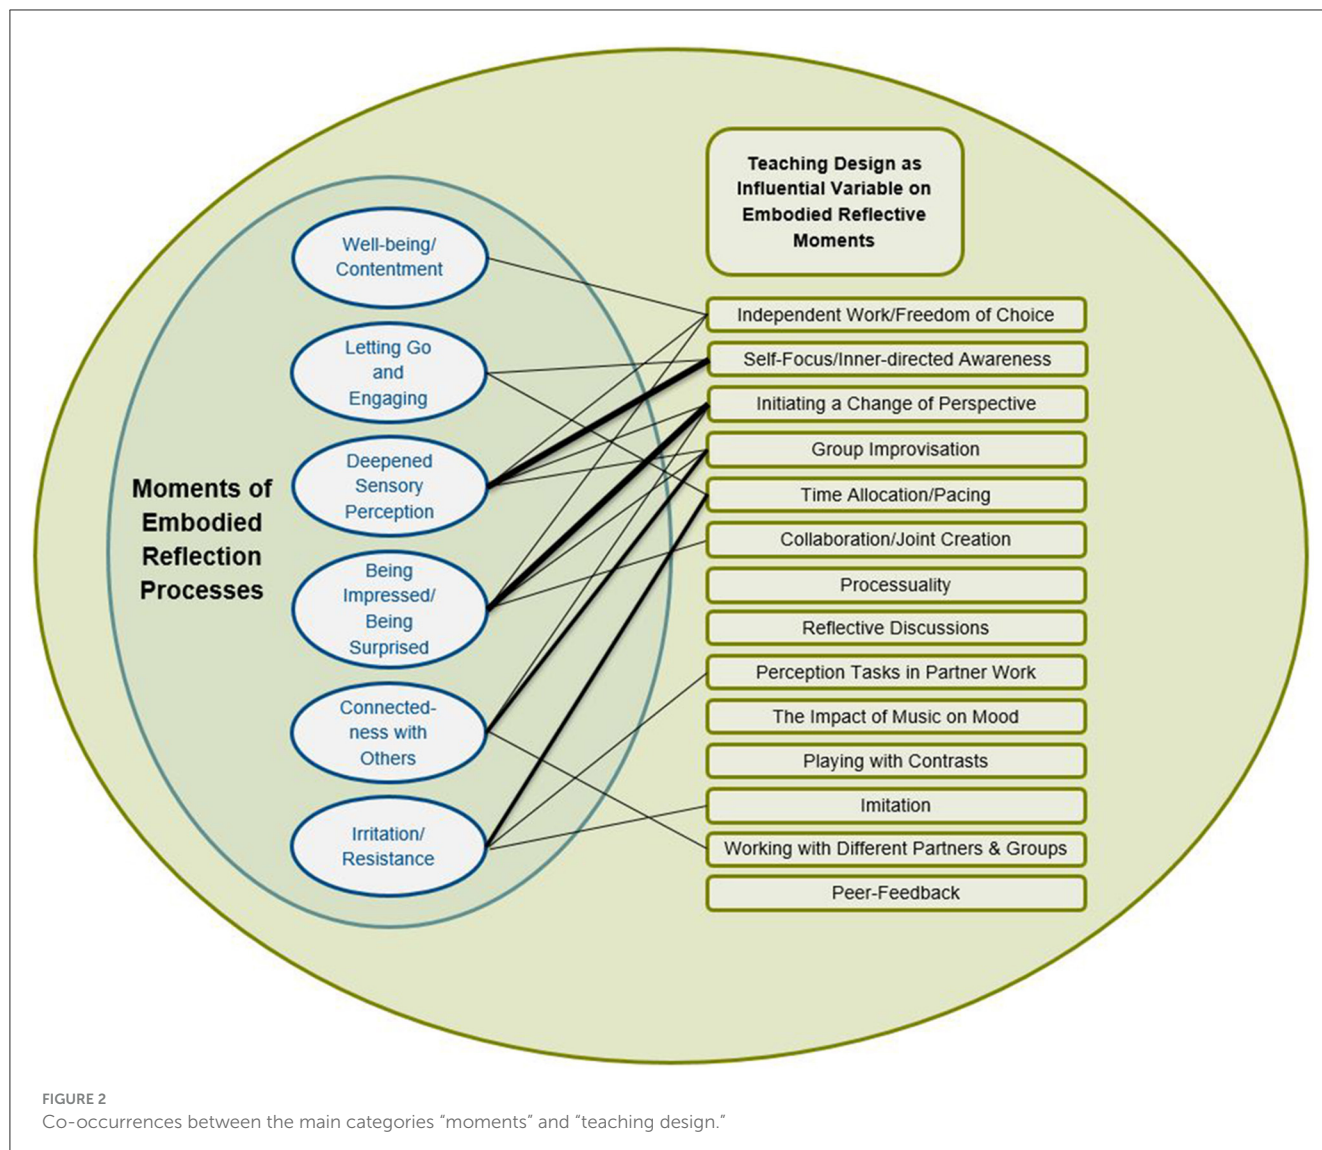 Teaching Design as
Influential Variable on
Embodied Reflective
Moments
Well-being/
Contentment
Letting Go
and
Engaging
Deepened
Sensory
Perception
Being
Impressed/
Being
Surprised
Connected-
ness with
Others
Irritation/
Resistance
Moments of
Embodied
Reflection
Processes
Independent Work/Freedom of Choice
Self-Focus/Inner-directed Awareness
Initiating a Change of Perspective
Group Improvisation
Time Allocation/Pacing
Collaboration/Joint Creation
Processuality
Reflective Discussions
Perception Tasks in Partner Work
The Impact of Music on Mood
Playing with Contrasts
Imitation
Working with Different Partners & Groups
Peer-Feedback
FIGURE 2
Co-occurrences between the main categories “moments” and “teaching design.”